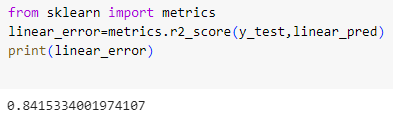 from sklearn import metrics
linear_error=metrics.r2_score(y_test,linear_pred)
print(linear_error)
0.8415334001974107